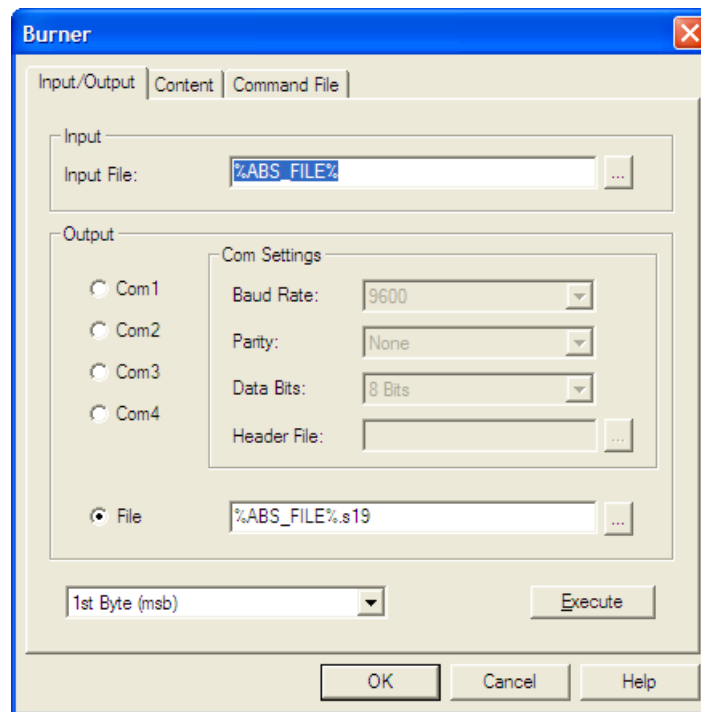 Burner
Input/Output Content Command File
Input
Input File: %ABS_FILE% ...
Output
Com Settings
Com1
Baud Rate: 9600
Com2
Parity: None
Com3
Data Bits: 8 Bits
Com4
Header File: ...
File %ABS_FILE%.s19 ...
1st Byte (msb) Execute
OK Cancel Help